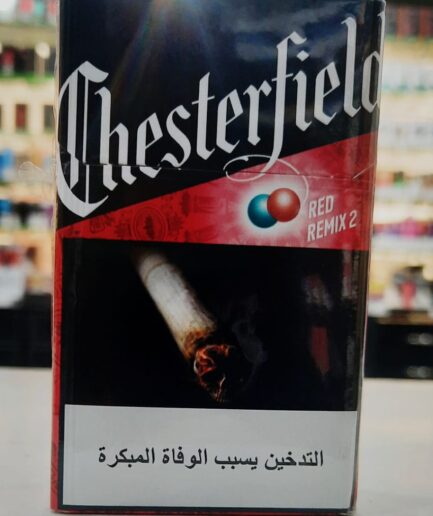 Chesterfield
RED
REMIX 2
التدخين يسبب الوفاة المبكرة